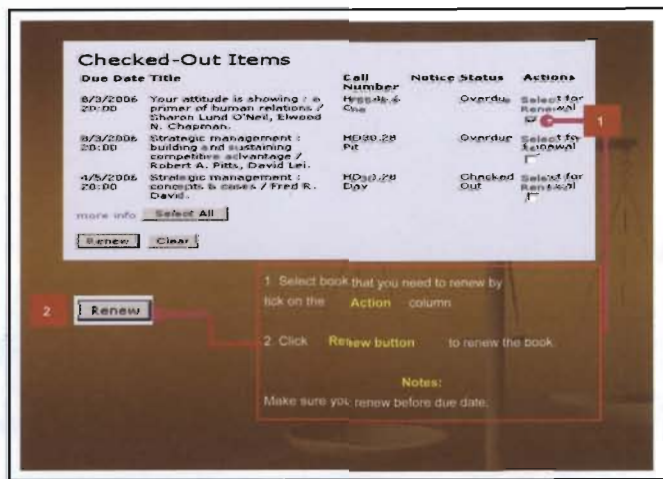 Checked-Out Items
Due Date Title Call Number Notice Status Actions
8/3/2006 20:00 Your attitude is showing : a primer of human relations / Sharon Lund O'Neil, Elwood N. Chapman. Overdue Select for Renewal
1
8/3/2006 20:00 Strategic management : building and sustaining competitive advantage / Robert A. Pitts, David Lei. HD30.28 Pit Overdue Select for Renewal
4/5/2006 20:00 Strategic management : concepts & cases / Fred R. David. HD30.28 Checked Out Select for Renewal
more info Select All
Renew Clear
1 Select book that you need to renew by
tick on the Action column
2 Renew
2 Click Renew button to renew the book.
Notes:
Make sure you renew before due date.